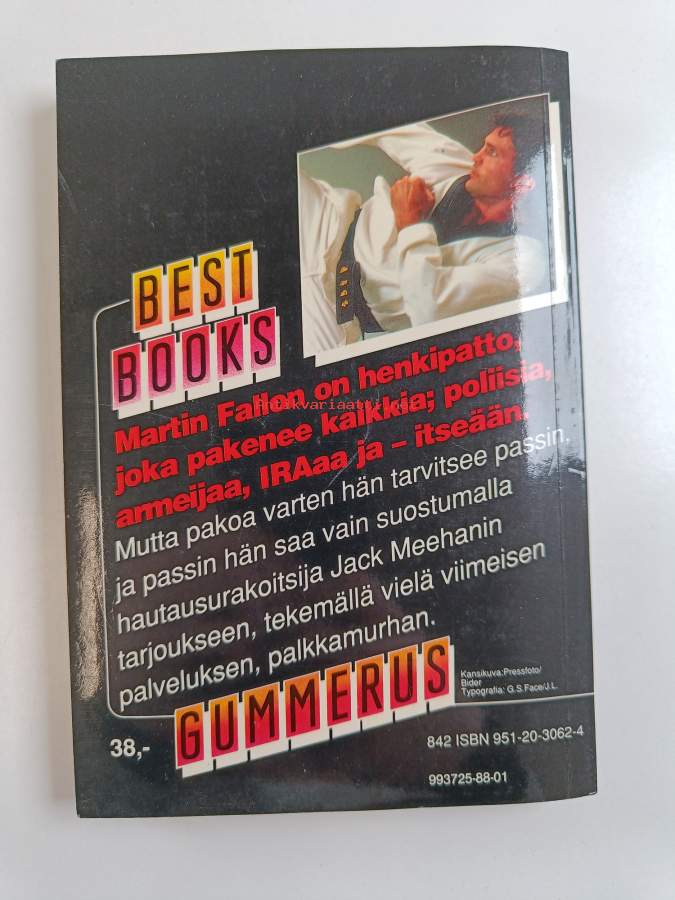 BEST
BOOKS
Martin Fallon on henkipatto,
joka pakenee kaikkia; poliisia,
armeijaa, IRAaa ja – itseään.
Mutta pakoa varten hän tarvitsee passin,
ja passin hän saa vain suostumalla
hautausurakoitsija Jack Meehanin
tarjoukseen, tekemällä vielä viimeisen
palveluksen, palkkamurhan.
GUMMERUS
Kansikuva:Pressfoto/
Bider
Typografia: G.S.Face/J.L.
38,-
842 ISBN 951-20-3062-4
993725-88-01